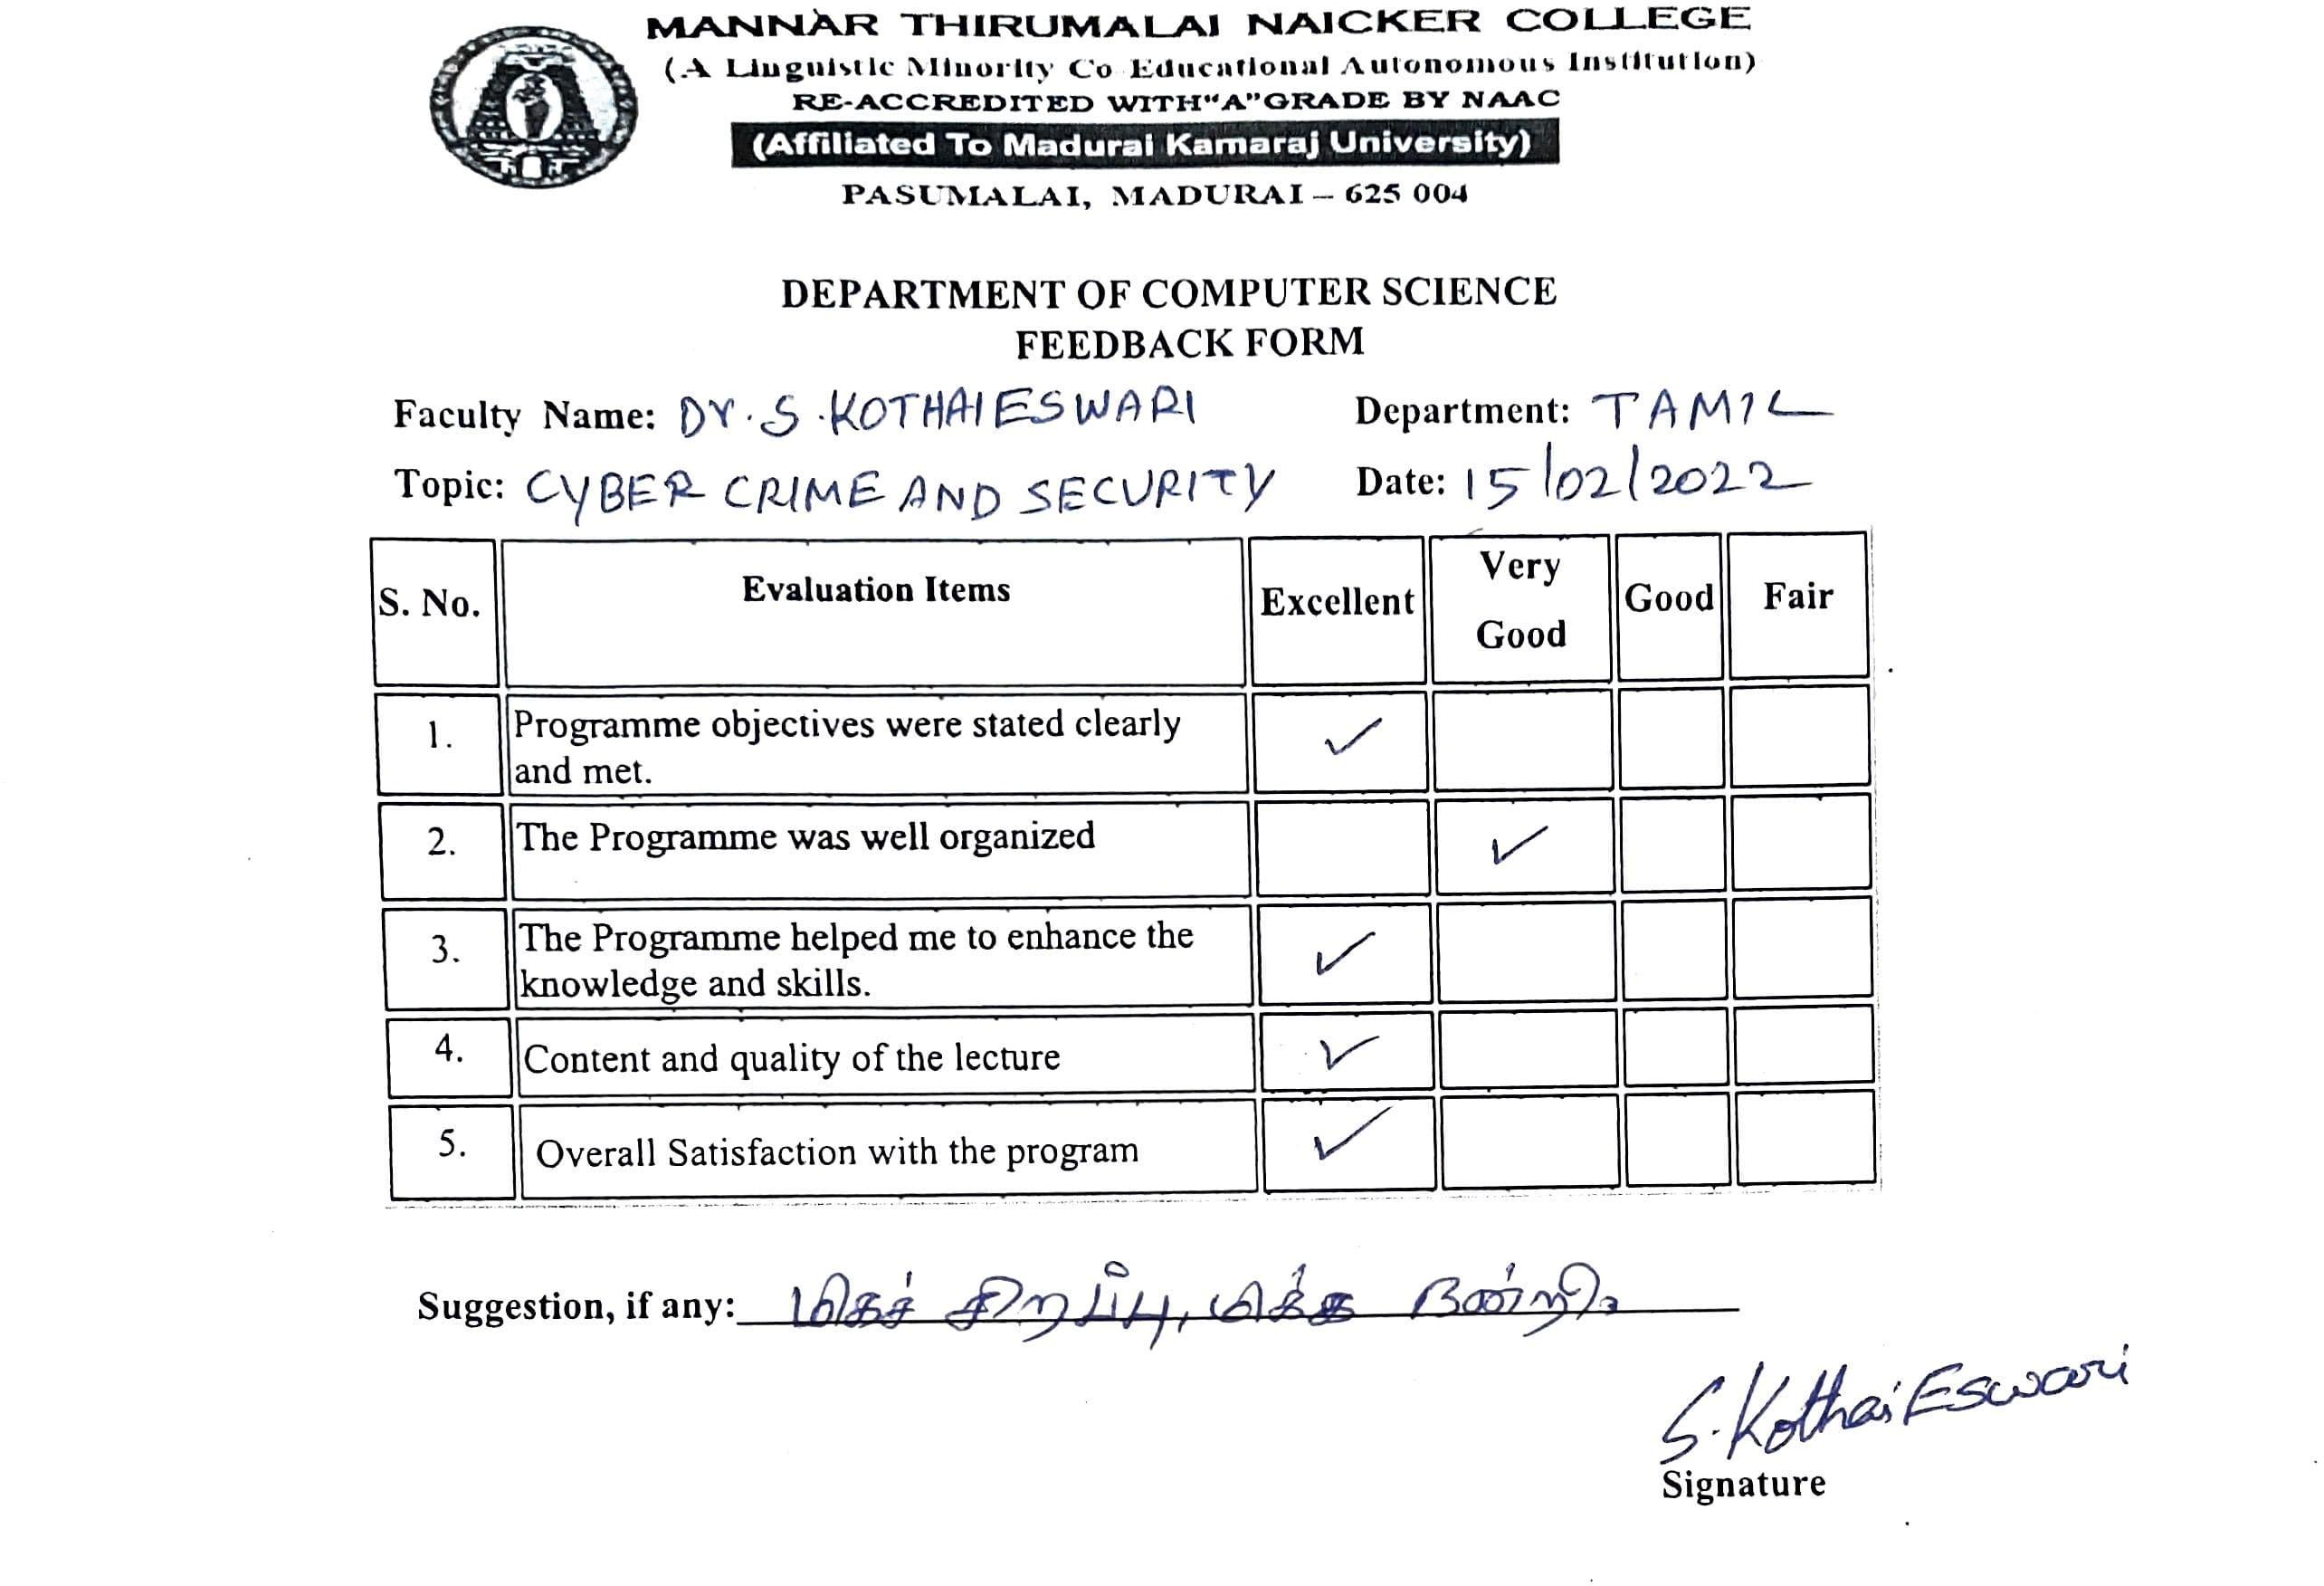 MANNAR THIRUMALAI NAICKER COLLEGE
(A Linguistic Minority Co Educational Autonomous Institution)
RE-ACCREDITED WITH“A”GRADE BY NAAC
(Affiliated To Madurai Kamaraj University)
PASUMALAI, MADURAI – 625 004
DEPARTMENT OF COMPUTER SCIENCE
FEEDBACK FORM
Faculty Name: Dr. S. KOTHAIESWARI Department: TAMIL
Topic: CYBER CRIME AND SECURITY Date: 15/02/2022
S. No. Evaluation Items Excellent Very Good Good Fair
1. Programme objectives were stated clearly and met. ✓
2. The Programme was well organized ✓
3. The Programme helped me to enhance the knowledge and skills. ✓
4. Content and quality of the lecture ✓
5. Overall Satisfaction with the program ✓
Suggestion, if any: மிகச் சிறப்பு, மிக்க நன்றி.
S. Kothai Eswari
Signature